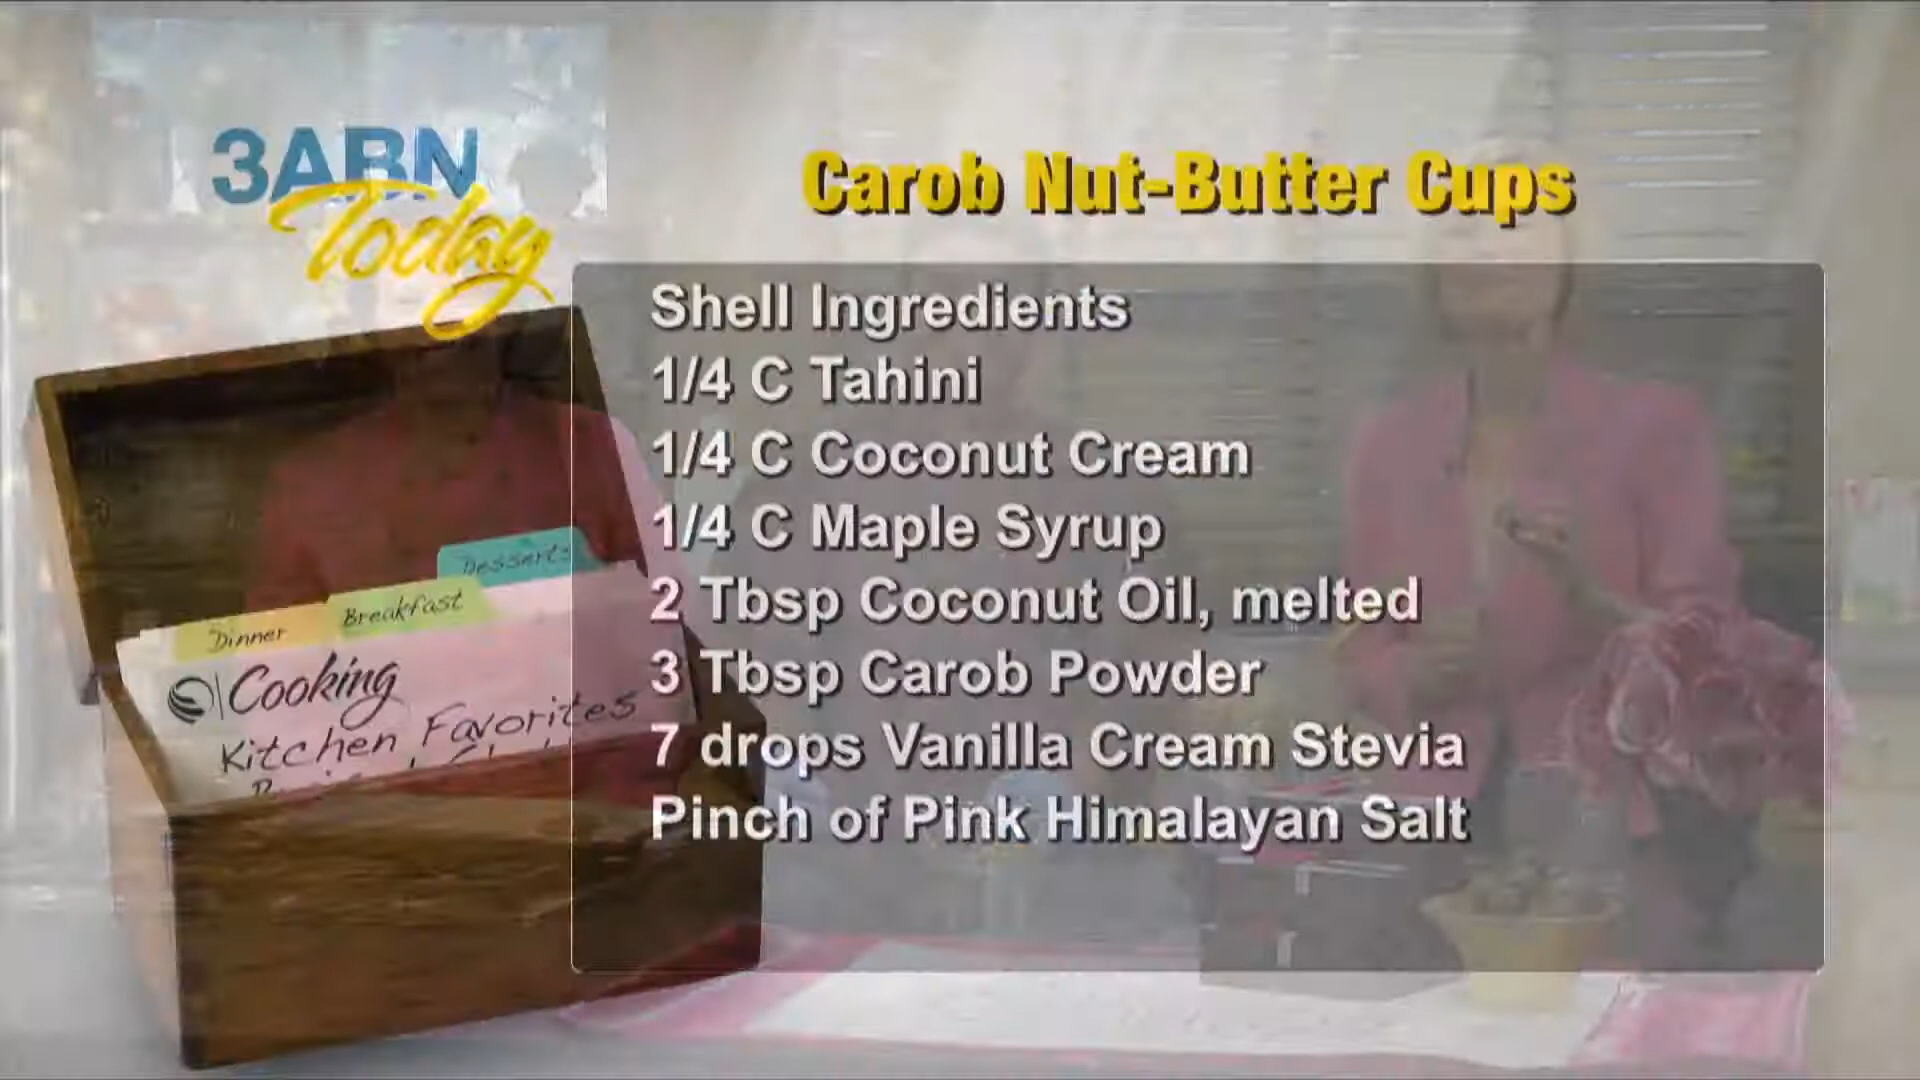 3ABN
Today
Carob Nut-Butter Cups
Shell Ingredients
1/4 C Tahini
1/4 C Coconut Cream
1/4 C Maple Syrup
2 Tbsp Coconut Oil, melted
3 Tbsp Carob Powder
7 drops Vanilla Cream Stevia
Pinch of Pink Himalayan Salt
Desserts
Breakfast
Dinner
Cooking
Kitchen Favorites